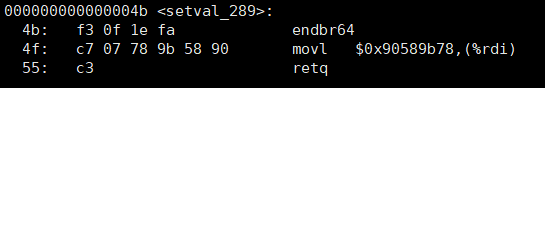 000000000000004b <setval_289>:
  4b:   f3 0f 1e fa             endbr64
  4f:   c7 07 78 9b 58 90       movl   $0x90589b78,(%rdi)
  55:   c3                      retq